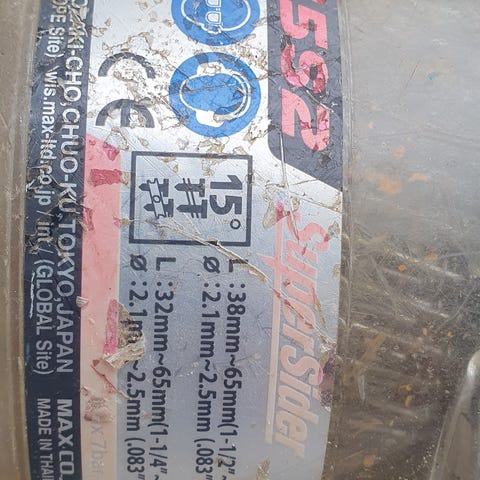 592
SuperSider
15°
L :38mm~65mm(1-1/2"~
Ø :2.1mm~2.5mm (.083"
L :32mm~65mm(1-1/4"~
Ø :2.1mm~2.5mm (.083"
CE
7bar
OZAKI-CHO,CHUO-KU,TOKYO,JAPAN MAX CO.
Site) wis.max-ltd.co.jp/int/ (GLOBAL Site) MADE IN THAI